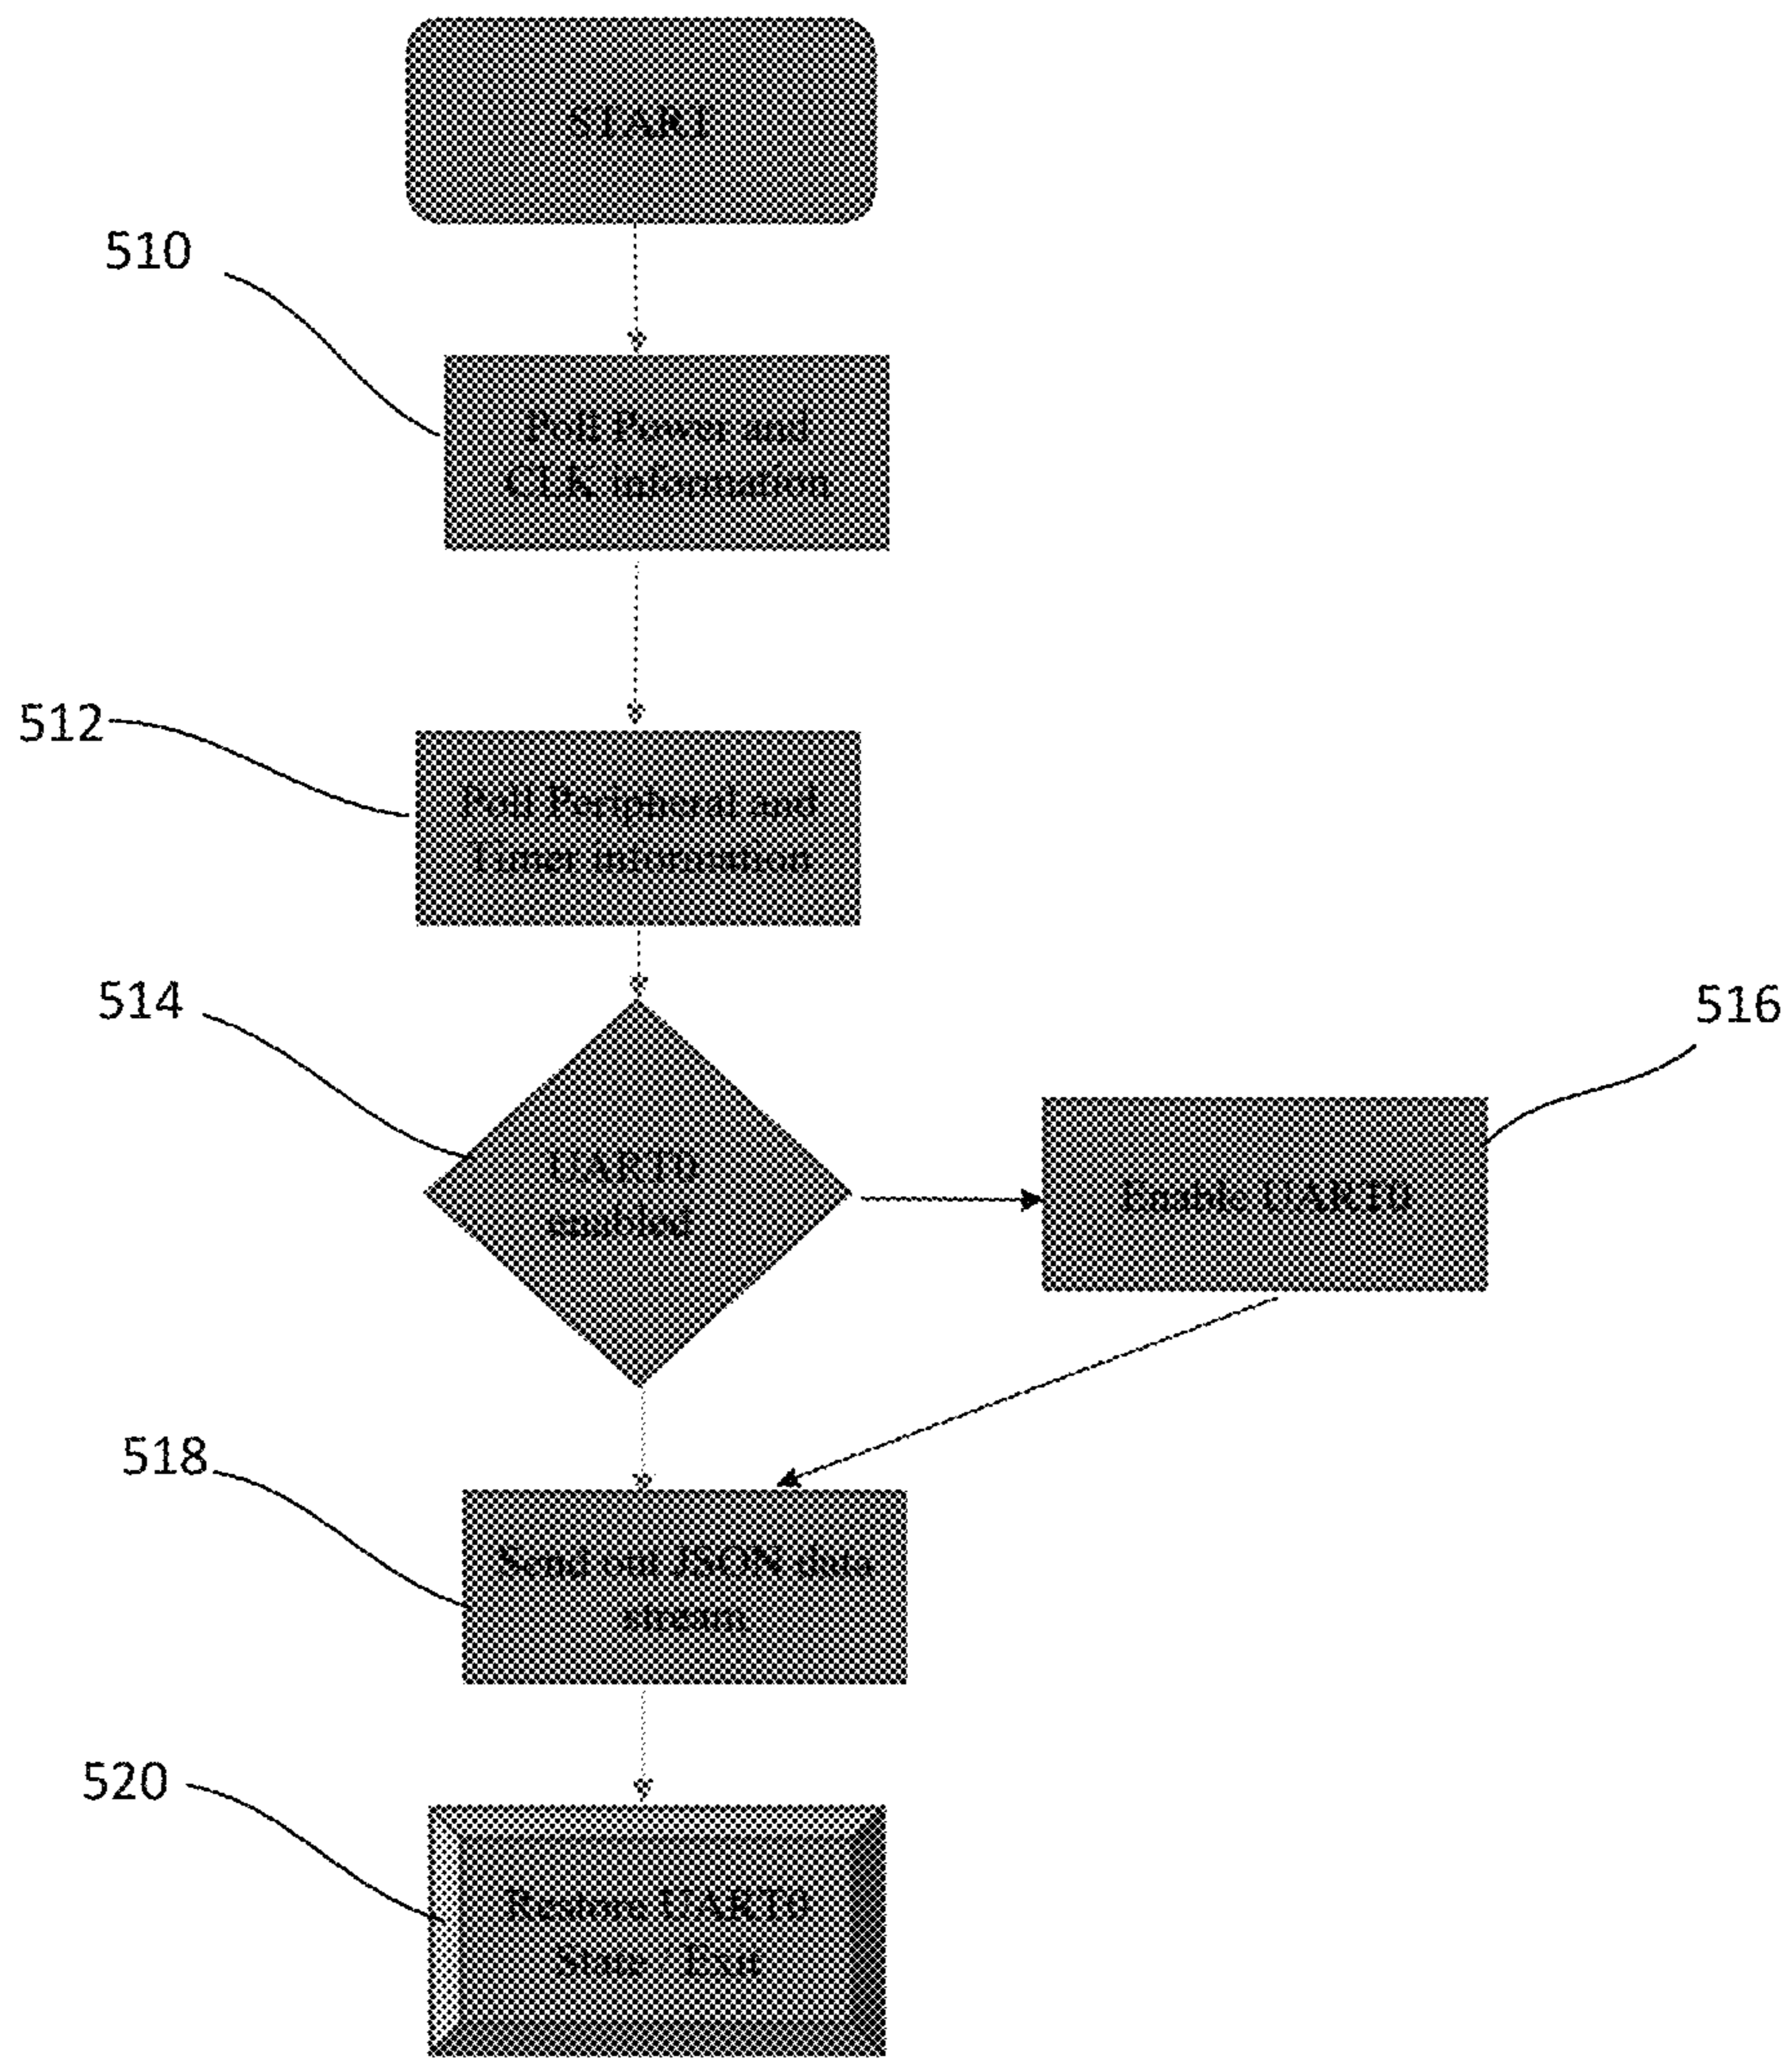 START
510
Poll Power and
CLK information
512
Poll Peripheral and
Timer information
514
516
UART0
enabled
Enable UART0
518
Send out JSON data
stream
520
Restore UART0
State / Exit